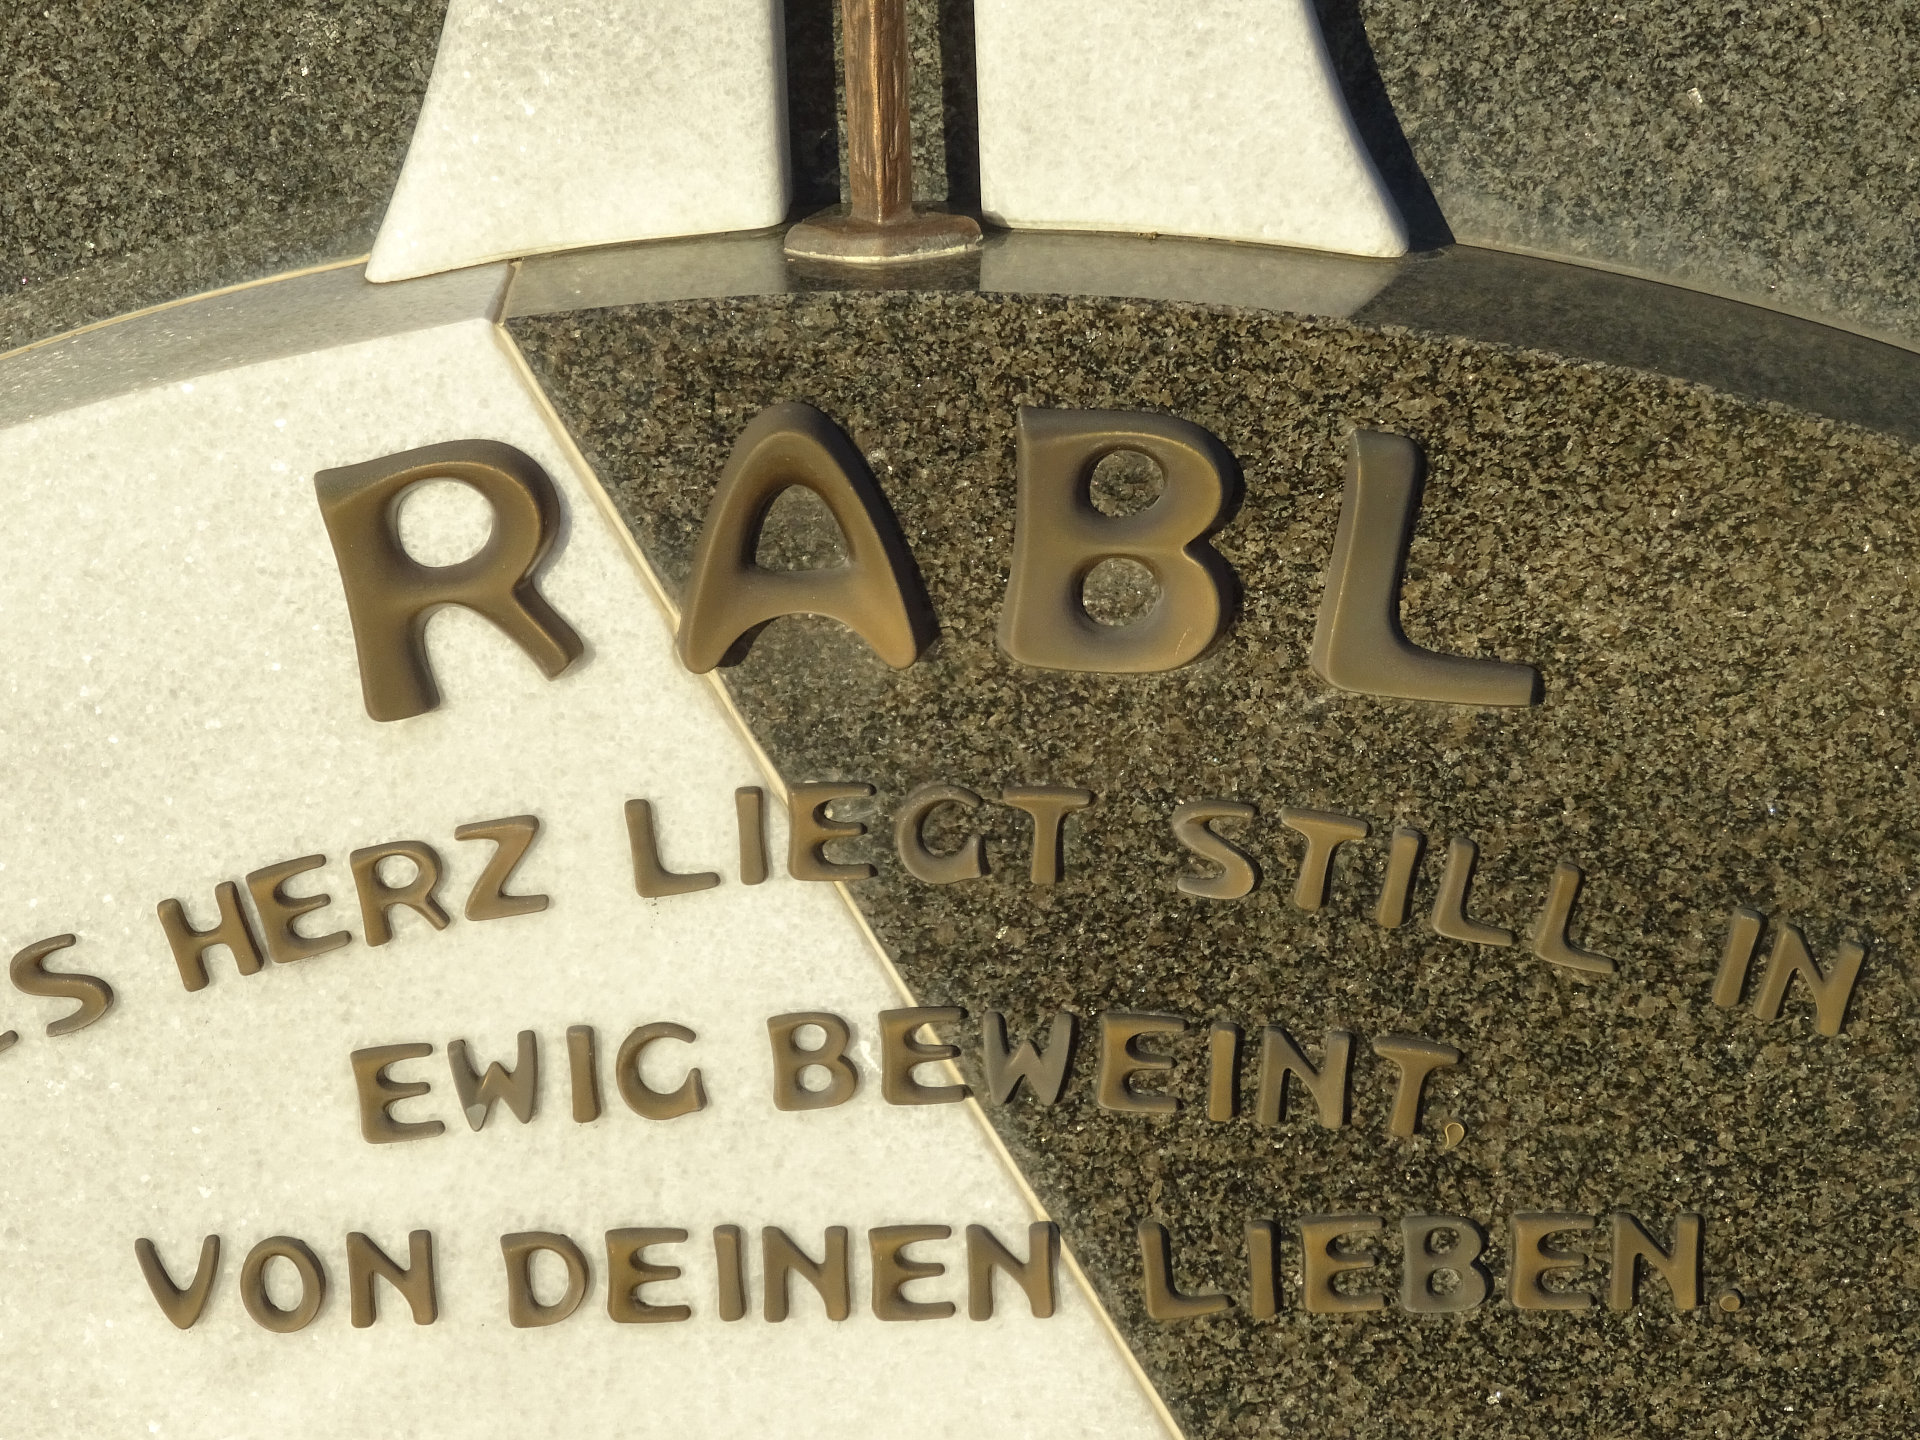 RABL
HERZ LIEGT STILL IN
EWIG BEWEINT,
VON DEINEN LIEBEN.